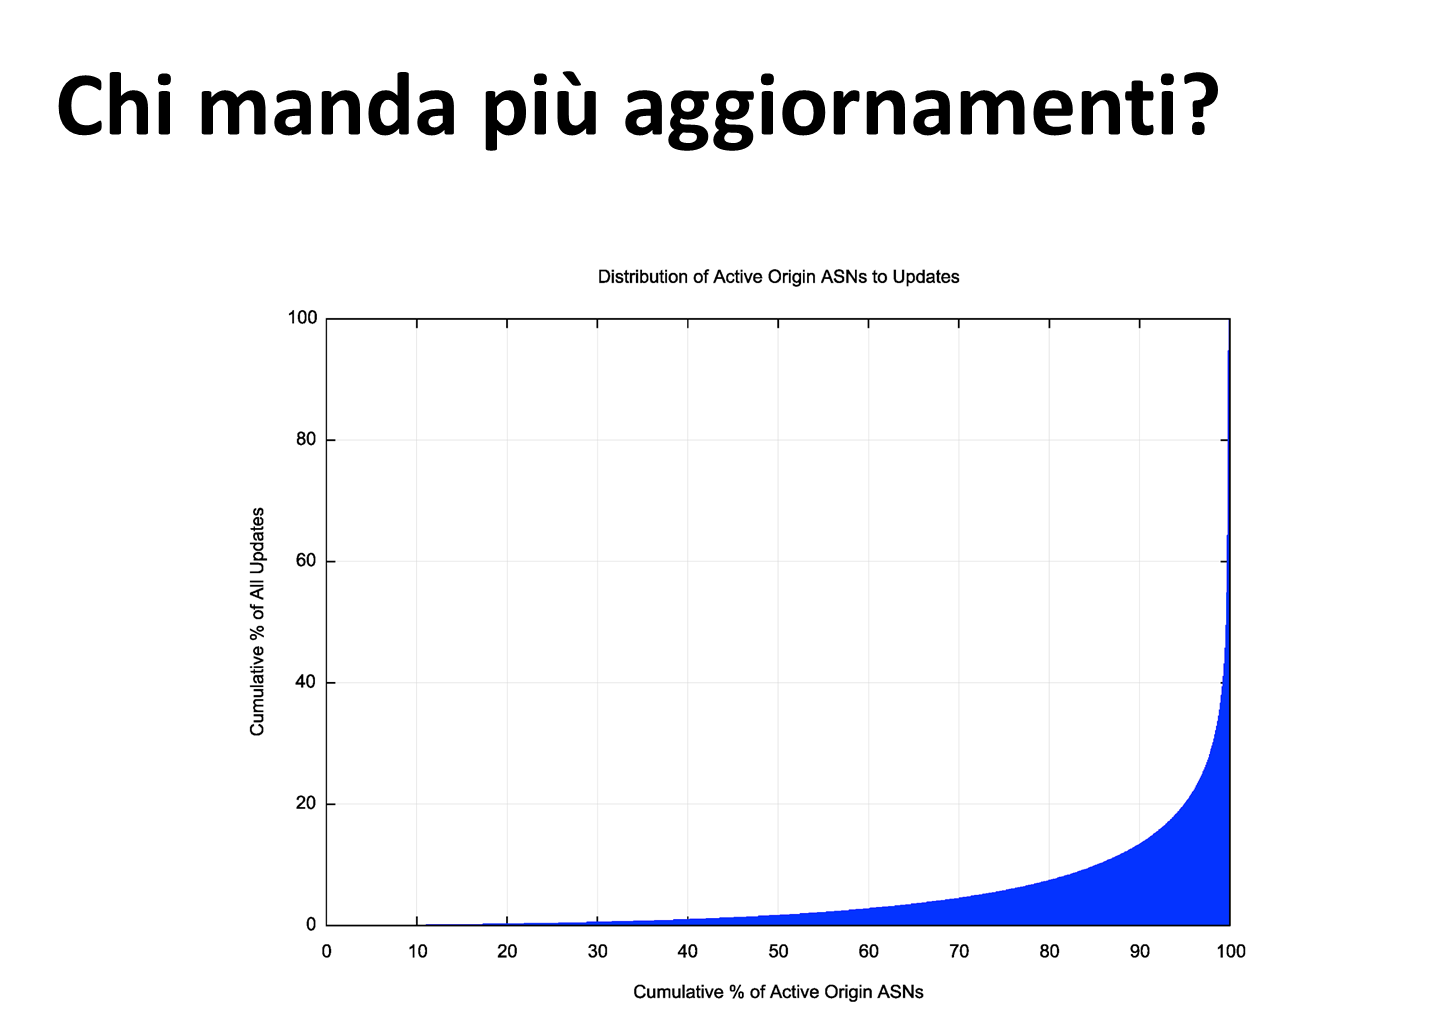 Chi manda più aggiornamenti?
Distribution of Active Origin ASNs to Updates
100
80
60
40
20
0
Cumulative % of All Updates
0 10 20 30 40 50 60 70 80 90 100
Cumulative % of Active Origin ASNs